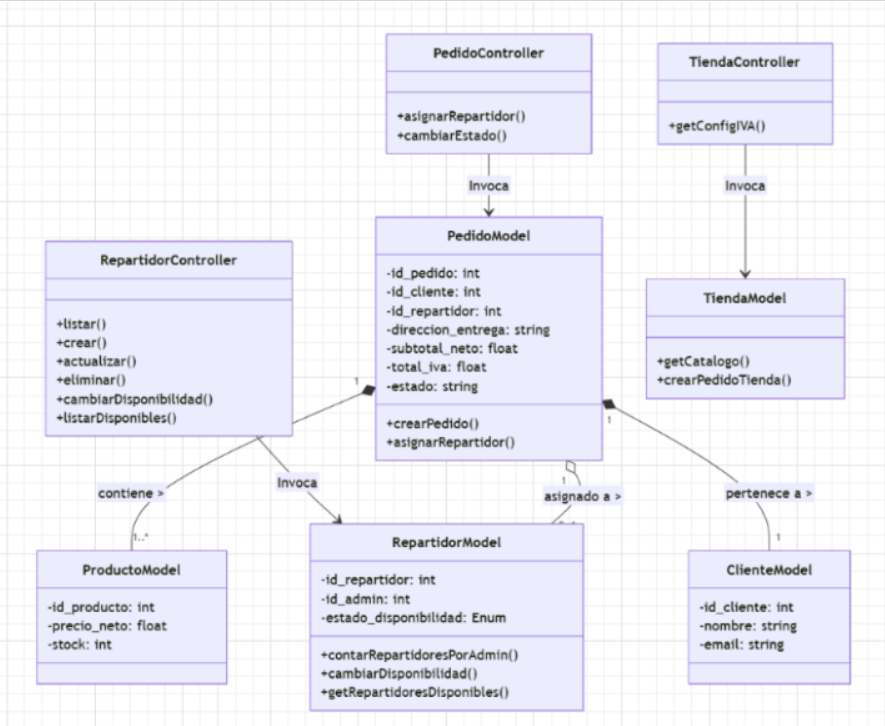 PedidoController
+asignarRepartidor()
+cambiarEstado()
TiendaController
+getConfigIVA()
Invoca
Invoca
PedidoModel
-id_pedido: int
-id_cliente: int
-id_repartidor: int
-direccion_entrega: string
-subtotal_neto: float
-total_iva: float
-estado: string
+crearPedido()
+asignarRepartidor()
RepartidorController
+listar()
+crear()
+actualizar()
+eliminar()
+cambiarDisponibilidad()
+listarDisponibles()
TiendaModel
+getCatalogo()
+crearPedidoTienda()
1
1
contiene >
Invoca
1
asignado a >
pertenece a >
1..*
1
ProductoModel
-id_producto: int
-precio_neto: float
-stock: int
RepartidorModel
-id_repartidor: int
-id_admin: int
-estado_disponibilidad: Enum
+contarRepartidoresPorAdmin()
+cambiarDisponibilidad()
+getRepartidoresDisponibles()
ClienteModel
-id_cliente: int
-nombre: string
-email: string